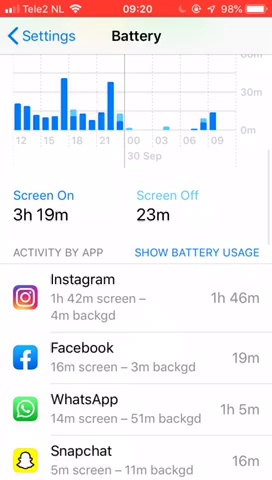 Tele2 NL 09:20 98%
Settings Battery
60m
30m
0m
12 15 18 21 00 03 06 09
30 Sep
Screen On Screen Off
3h 19m 23m
ACTIVITY BY APP SHOW BATTERY USAGE
Instagram
1h 42m screen – 1h 46m
4m backgd
Facebook
16m screen – 3m backgd 19m
WhatsApp
14m screen – 51m backgd 1h 5m
Snapchat
5m screen – 11m backgd 16m